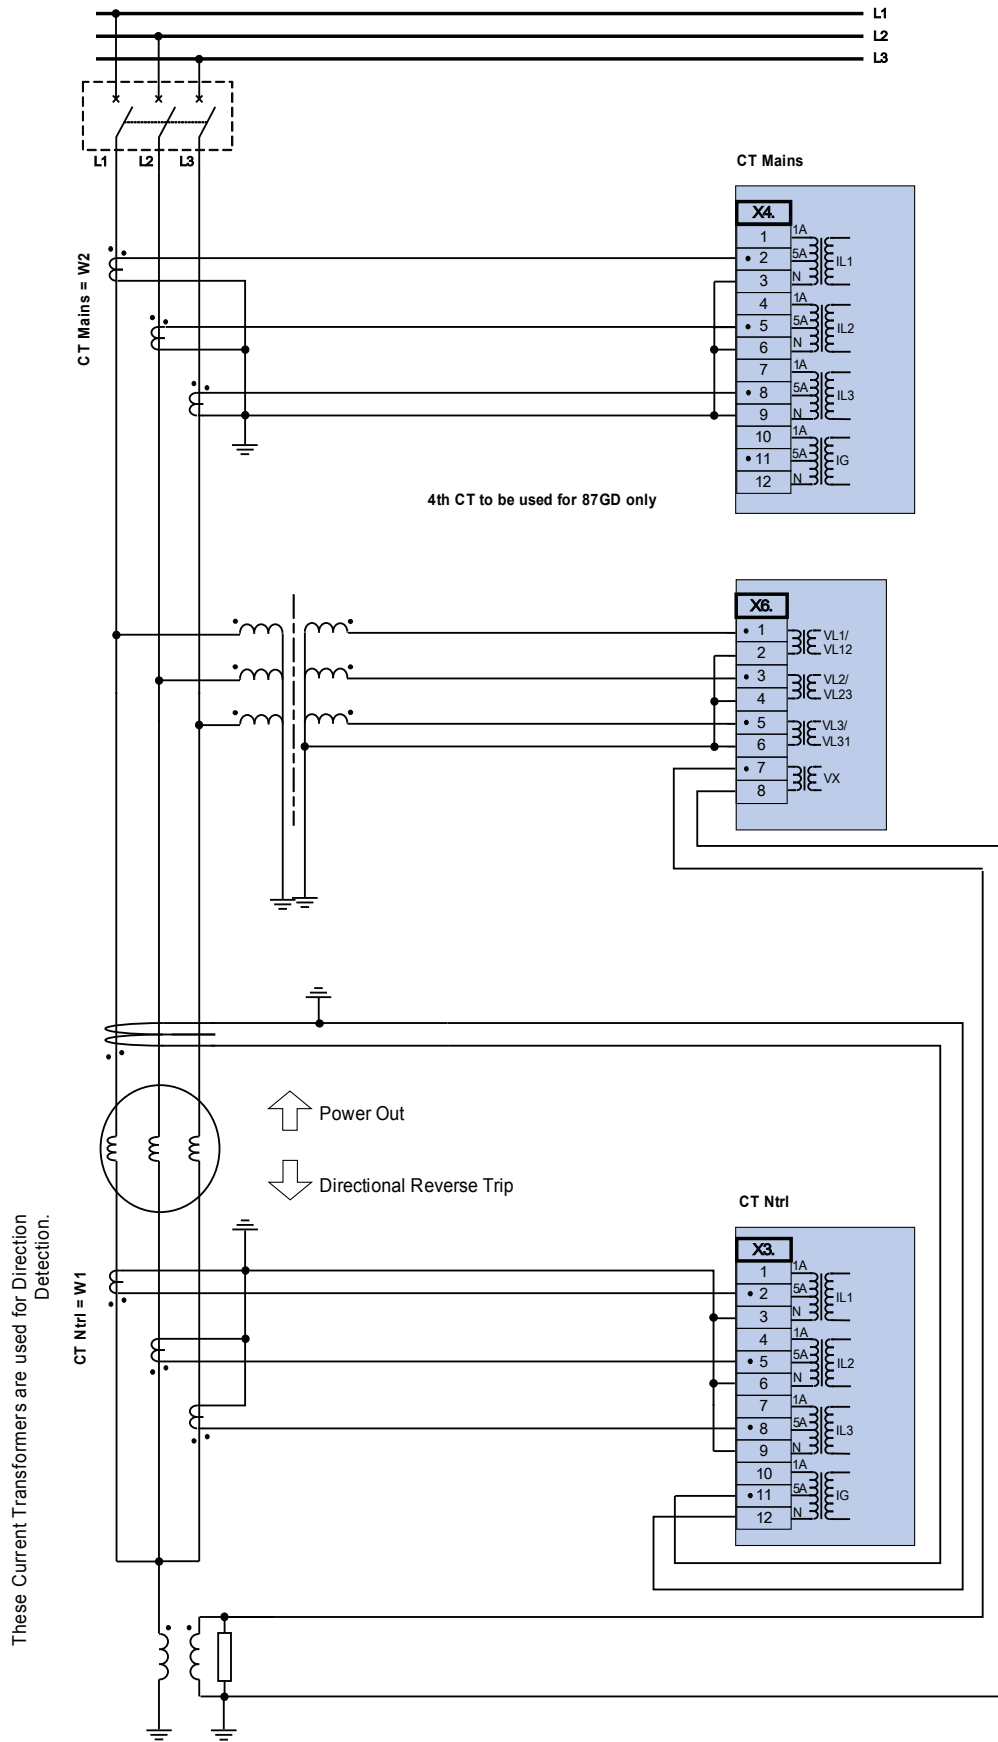 L1
L2
L3
L1
L2
L3
CT Mains
CT Mains = W2
X4.
1
2
3
4
5
6
7
8
9
10
11
12
1A
5A
N
IL1
1A
5A
N
IL2
1A
5A
N
IL3
1A
5A
N
IG
4th CT to be used for 87GD only
X6.
1
2
3
4
5
6
7
8
VL1/
VL12
VL2/
VL23
VL3/
VL31
VX
Power Out
Directional Reverse Trip
These Current Transformers are used for Direction
Detection.
CT Ntrl = W1
CT Ntrl
X3.
1
2
3
4
5
6
7
8
9
10
11
12
1A
5A
N
IL1
1A
5A
N
IL2
1A
5A
N
IL3
1A
5A
N
IG